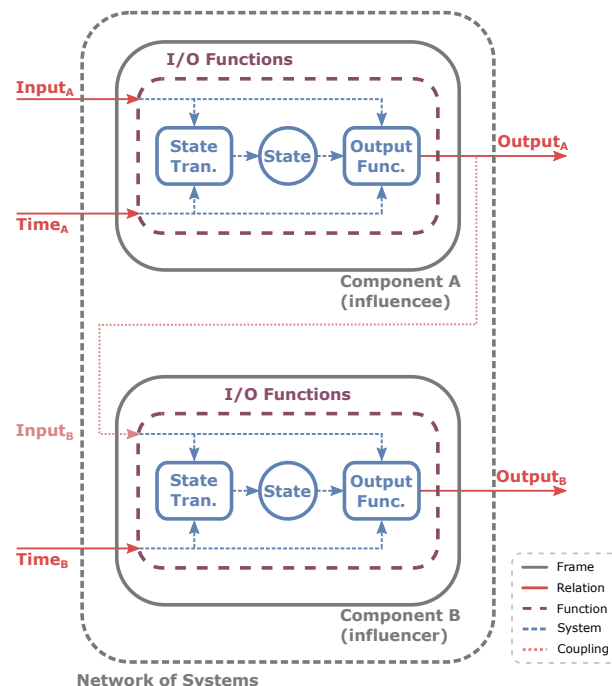 I/O Functions
Input_A
State
Tran.
State
Output
Func.
Output_A
Time_A
Component A
(influencee)
I/O Functions
Input_B
State
Tran.
State
Output
Func.
Output_B
Time_B
Component B
(influencer)
Network of Systems
Frame
Relation
Function
System
Coupling